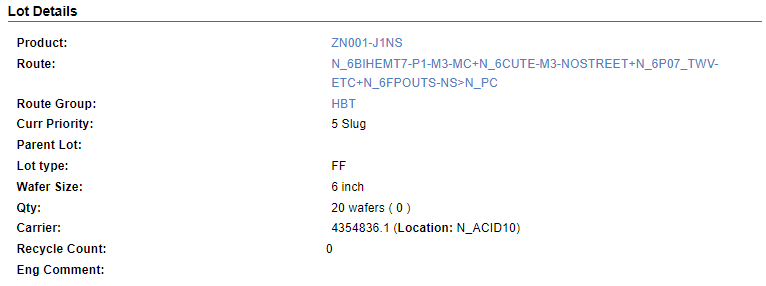 Lot Details
Product: ZN001-J1NS
Route: N_6BIHEMT7-P1-M3-MC+N_6CUTE-M3-NOSTREET+N_6P07_TWV-
ETC+N_6FPOUTS-NS>N_PC
Route Group: HBT
Curr Priority: 5 Slug
Parent Lot:
Lot type: FF
Wafer Size: 6 inch
Qty: 20 wafers ( 0 )
Carrier: 4354836.1 (Location: N_ACID10)
Recycle Count: 0
Eng Comment: